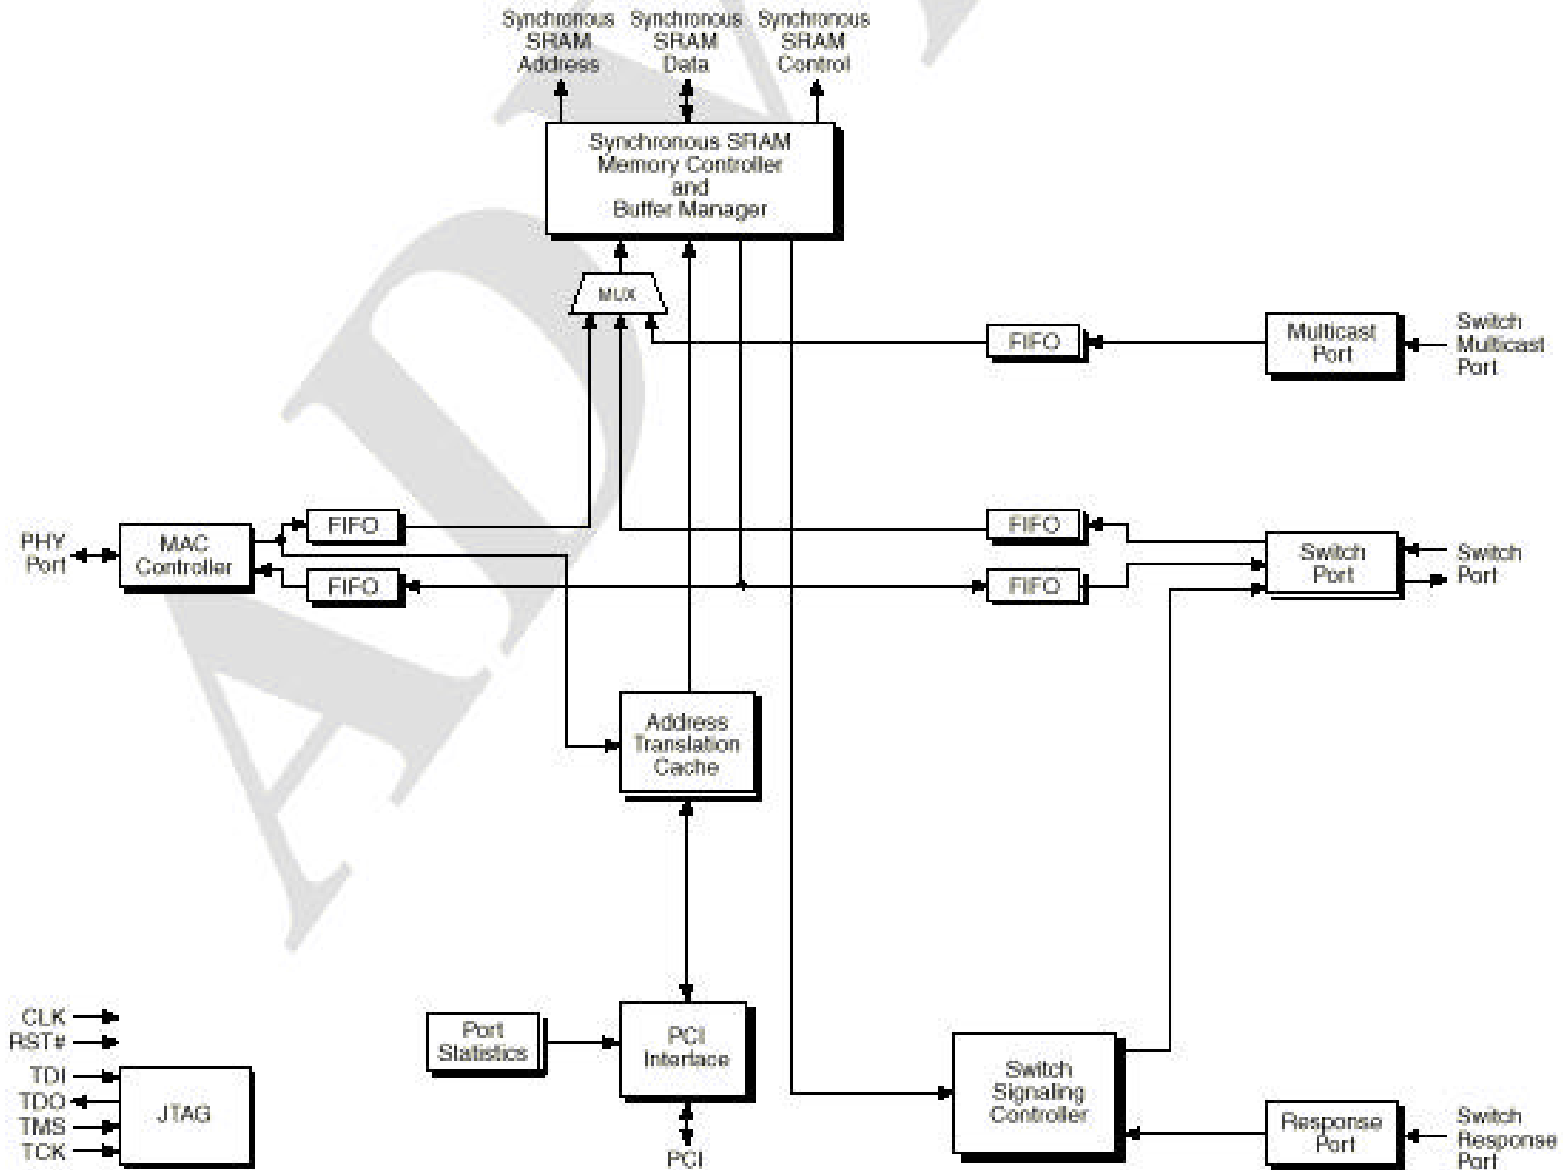 Synchronous SRAM Address
Synchronous SRAM Data
Synchronous SRAM Control
Synchronous SRAM
Memory Controller
and
Buffer Manager
MUX
FIFO
Multicast
Port
Switch
Multicast
Port
PHY
Port
MAC
Controller
FIFO
FIFO
FIFO
FIFO
Switch
Port
Switch
Port
Address
Translation
Cache
CLK
RST#
TDI
TDO
TMS
TCK
JTAG
Port
Statistics
PCI
Interface
PCI
Switch
Signaling
Controller
Response
Port
Switch
Response
Port